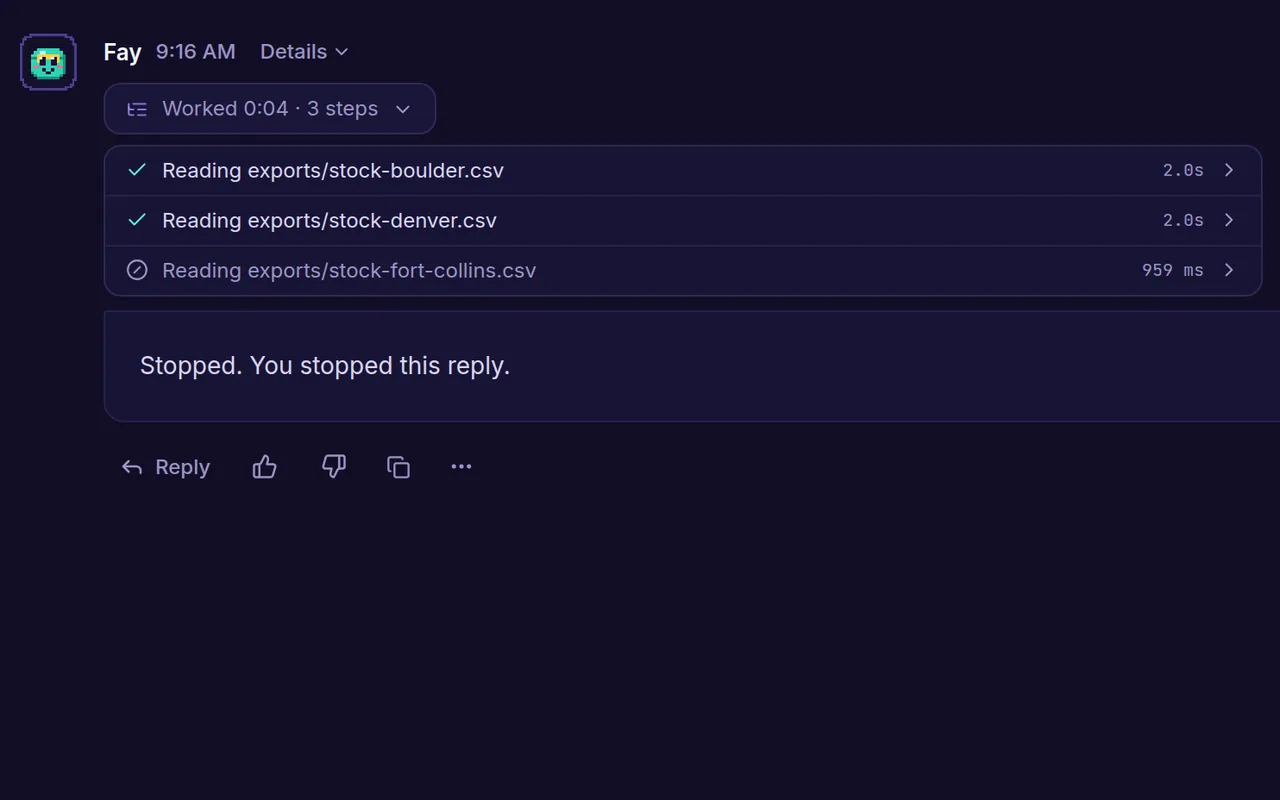 Fay 9:16 AM Details
Worked 0:04 · 3 steps
Reading exports/stock-boulder.csv 2.0s
Reading exports/stock-denver.csv 2.0s
Reading exports/stock-fort-collins.csv 959 ms
Stopped. You stopped this reply.
Reply